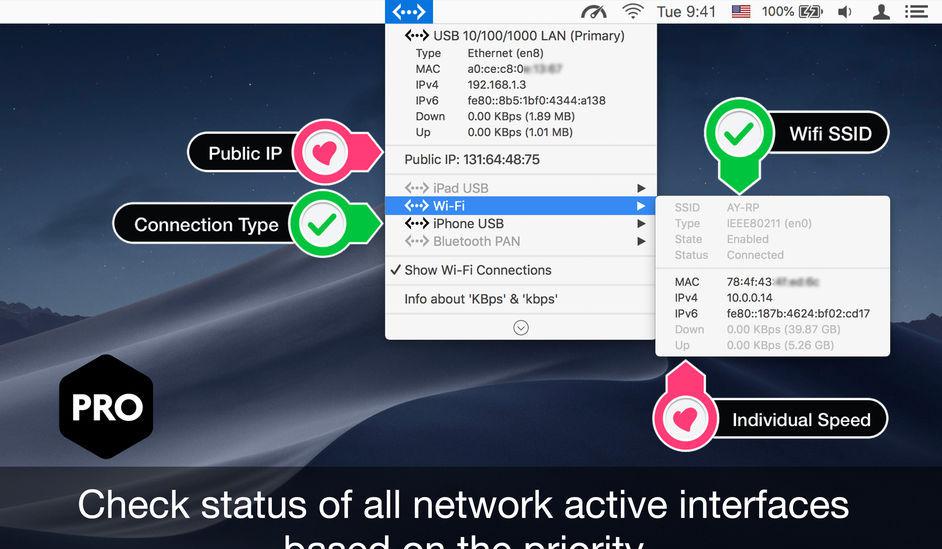 Tue 9:41
100%
USB 10/100/1000 LAN (Primary)
Type Ethernet (en8)
MAC a0:ce:c8:0
IPv4 192.168.1.3
IPv6 fe80::8b5:1bf0:4344:a138
Down 0.00 KBps (1.89 MB)
Up 0.00 KBps (1.01 MB)
Public IP
Public IP: 131:64:48:75
Wifi SSID
iPad USB
Wi-Fi
Connection Type
iPhone USB
Bluetooth PAN
Show Wi-Fi Connections
Info about 'KBps' & 'kbps'
SSID AY-RP
Type IEEE80211 (en0)
State Enabled
Status Connected
MAC 78:4f:43:
IPv4 10.0.0.14
IPv6 fe80::187b:4624:bf02:cd17
Down 0.00 KBps (39.87 GB)
Up 0.00 KBps (5.26 GB)
PRO
Individual Speed
Check status of all network active interfaces
based on the priority